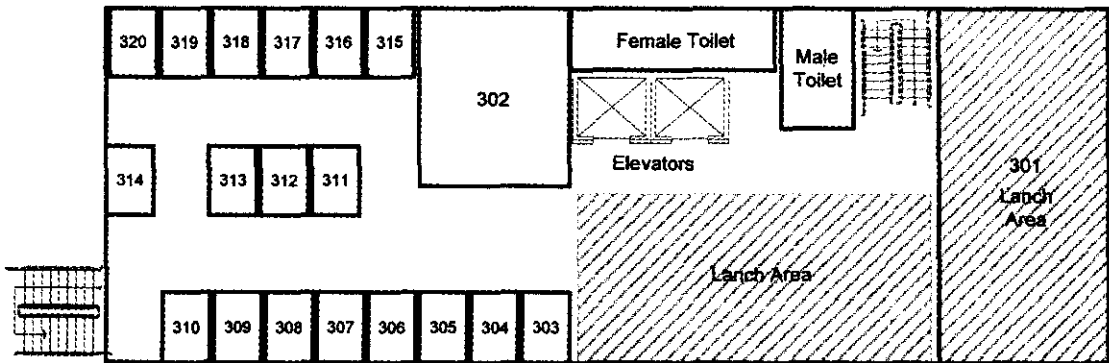 320 319 318 317 316 315
302
Female Toilet
Male
Toilet
Elevators
314
313 312 311
301
Lanch
Area
Lanch Area
310 309 308 307 306 305 304 303